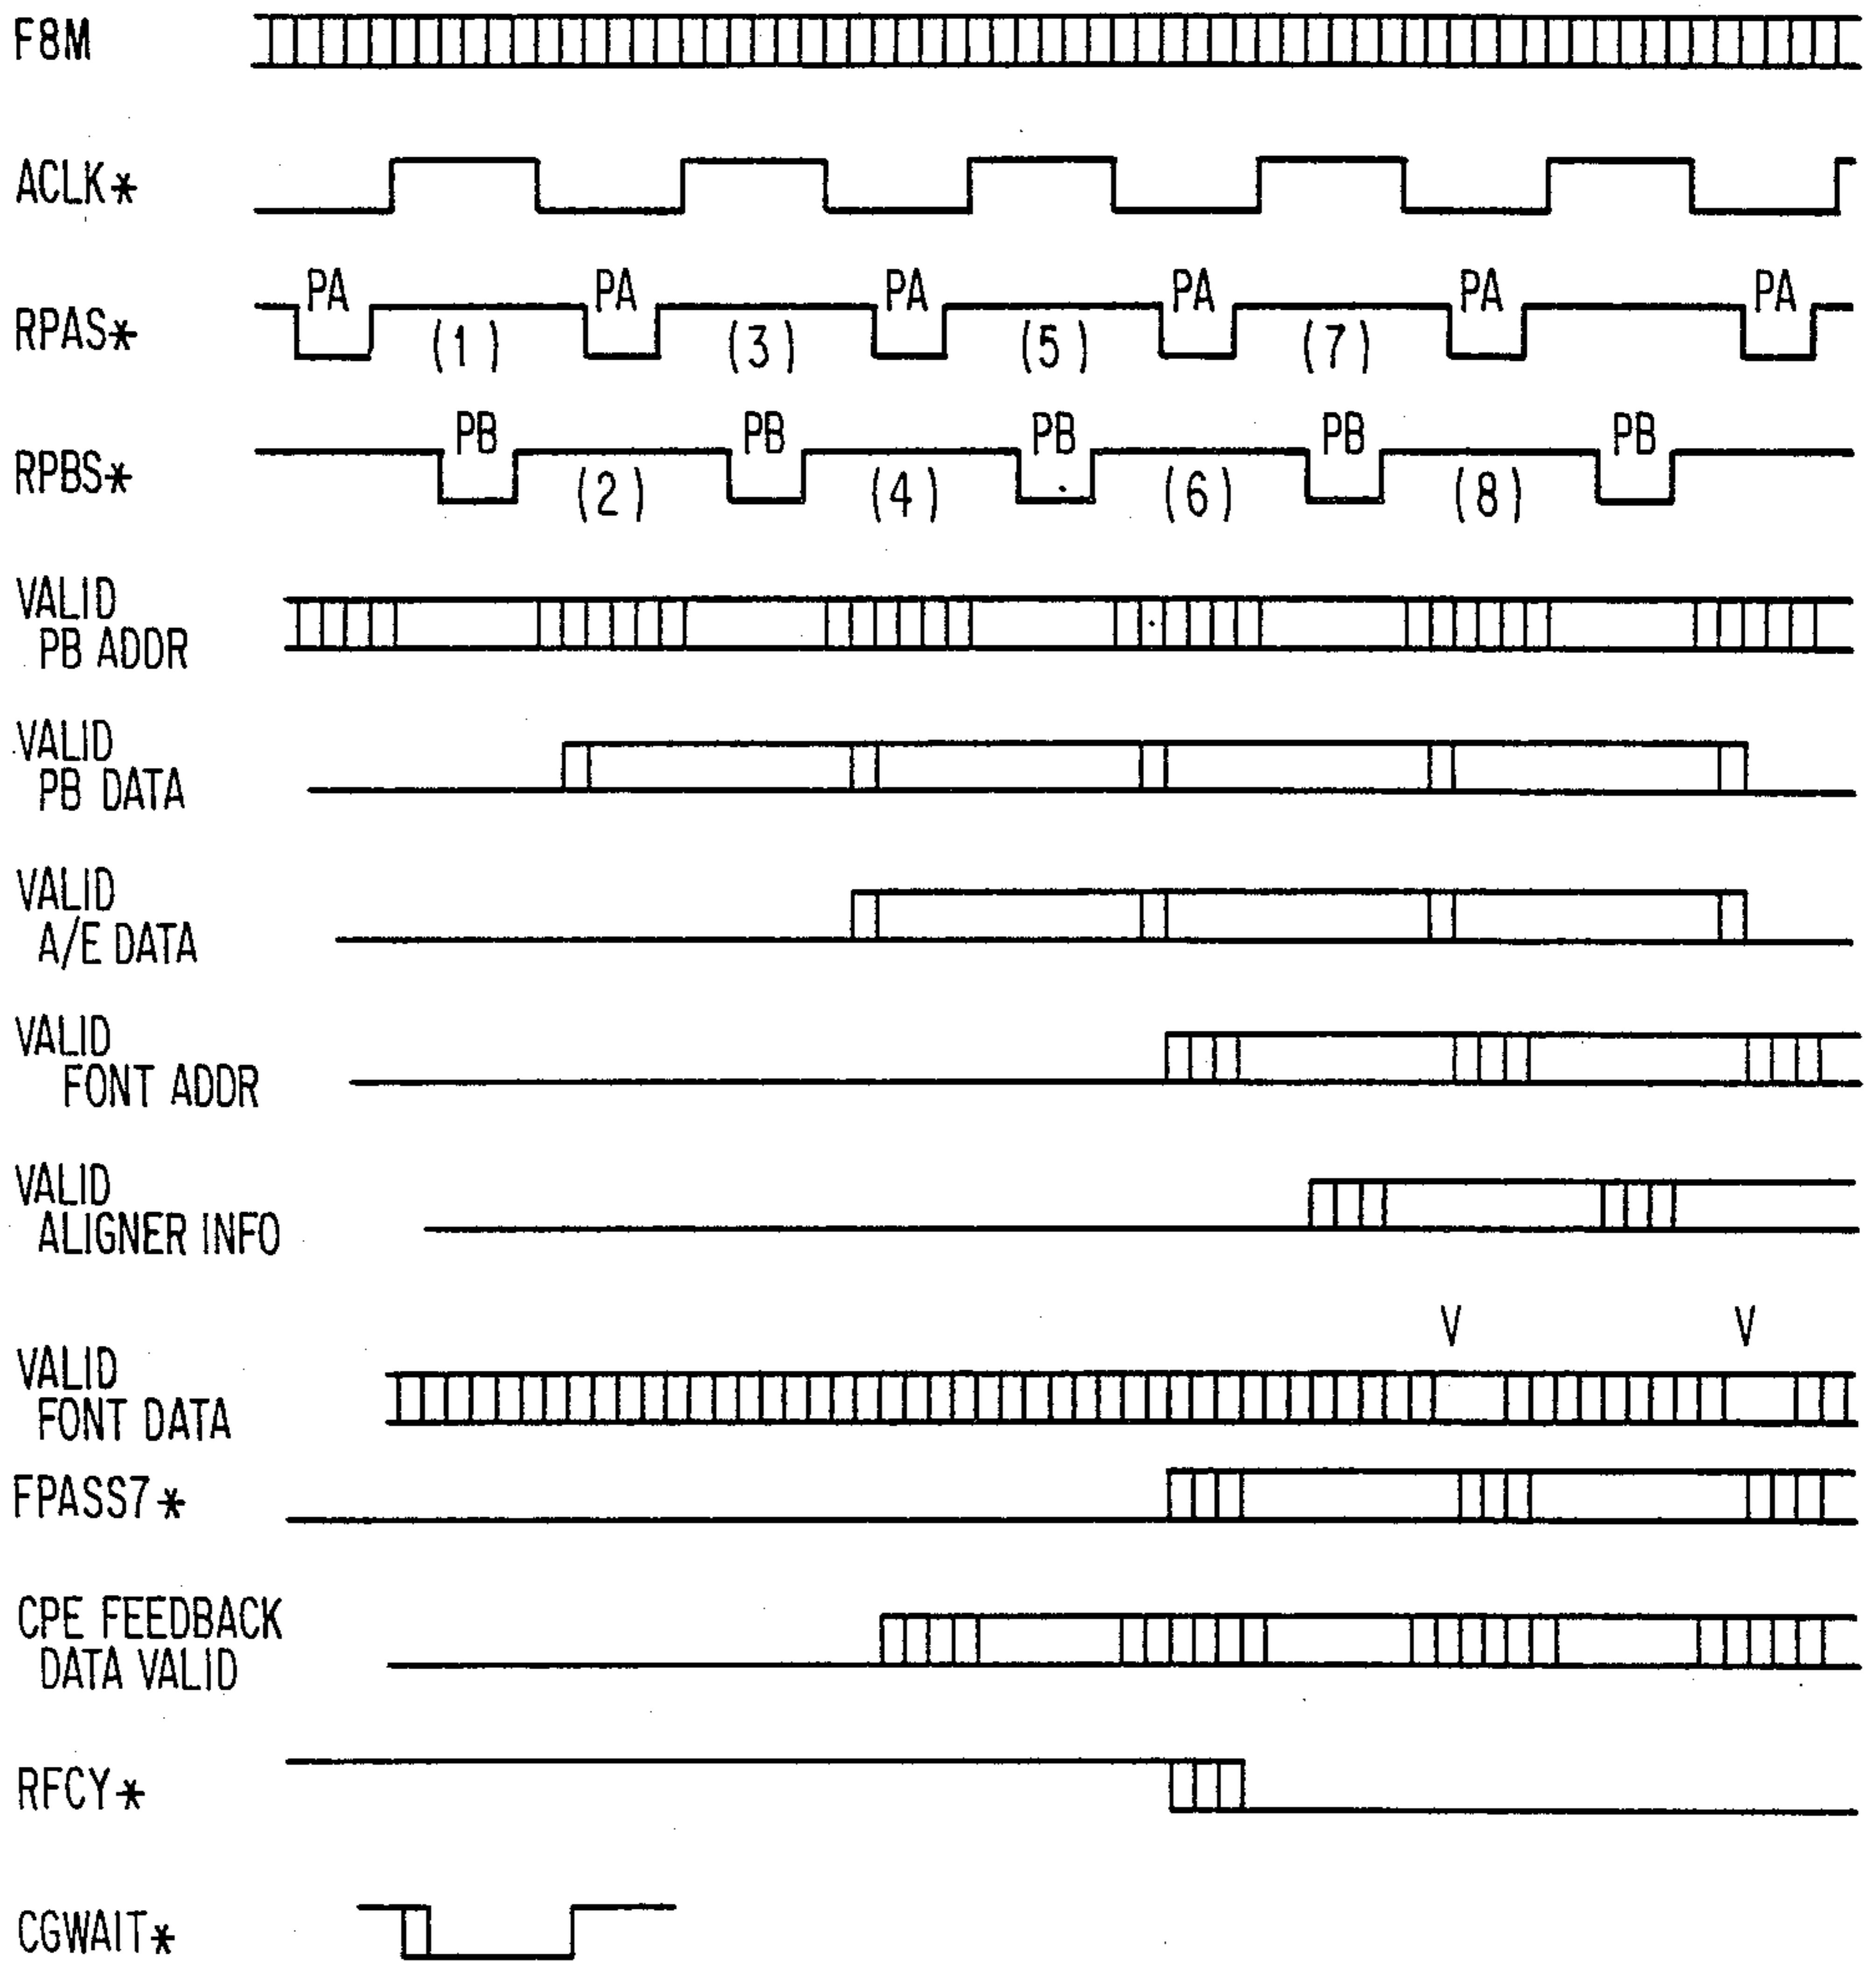 F8M
ACLK*
PA PA PA PA PA PA
RPAS*
(1) (3) (5) (7)
PB PB PB PB PB
RPBS*
(2) (4) (6) (8)
VALID
PB ADDR
VALID
PB DATA
VALID
A/E DATA
VALID
FONT ADDR
VALID
ALIGNER INFO
V V
VALID
FONT DATA
FPASS7*
CPE FEEDBACK
DATA VALID
RFCY*
CGWAIT*